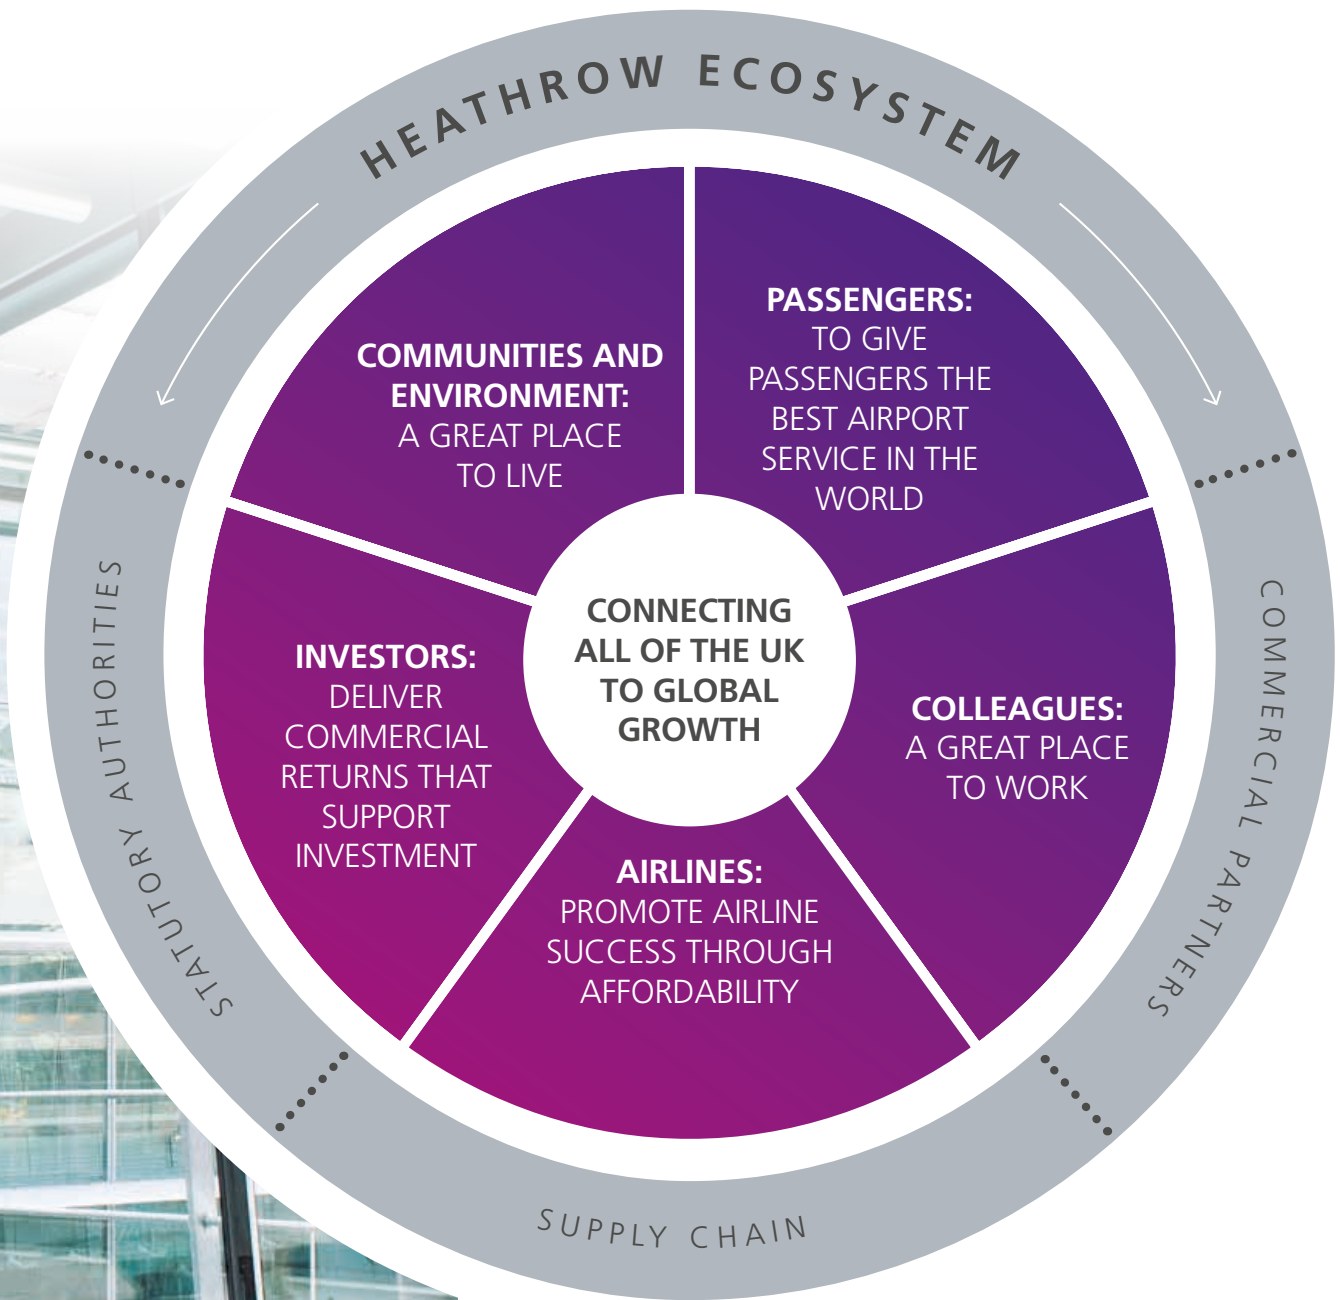 HEATHROW ECOSYSTEM
PASSENGERS:
TO GIVE
PASSENGERS THE
BEST AIRPORT
SERVICE IN THE
WORLD
COLLEAGUES:
A GREAT PLACE
TO WORK
AIRLINES:
PROMOTE AIRLINE
SUCCESS THROUGH
AFFORDABILITY
INVESTORS:
DELIVER
COMMERCIAL
RETURNS THAT
SUPPORT
INVESTMENT
COMMUNITIES AND
ENVIRONMENT:
A GREAT PLACE
TO LIVE
CONNECTING
ALL OF THE UK
TO GLOBAL
GROWTH
COMMERCIAL PARTNERS
SUPPLY CHAIN
STATUTORY AUTHORITIES